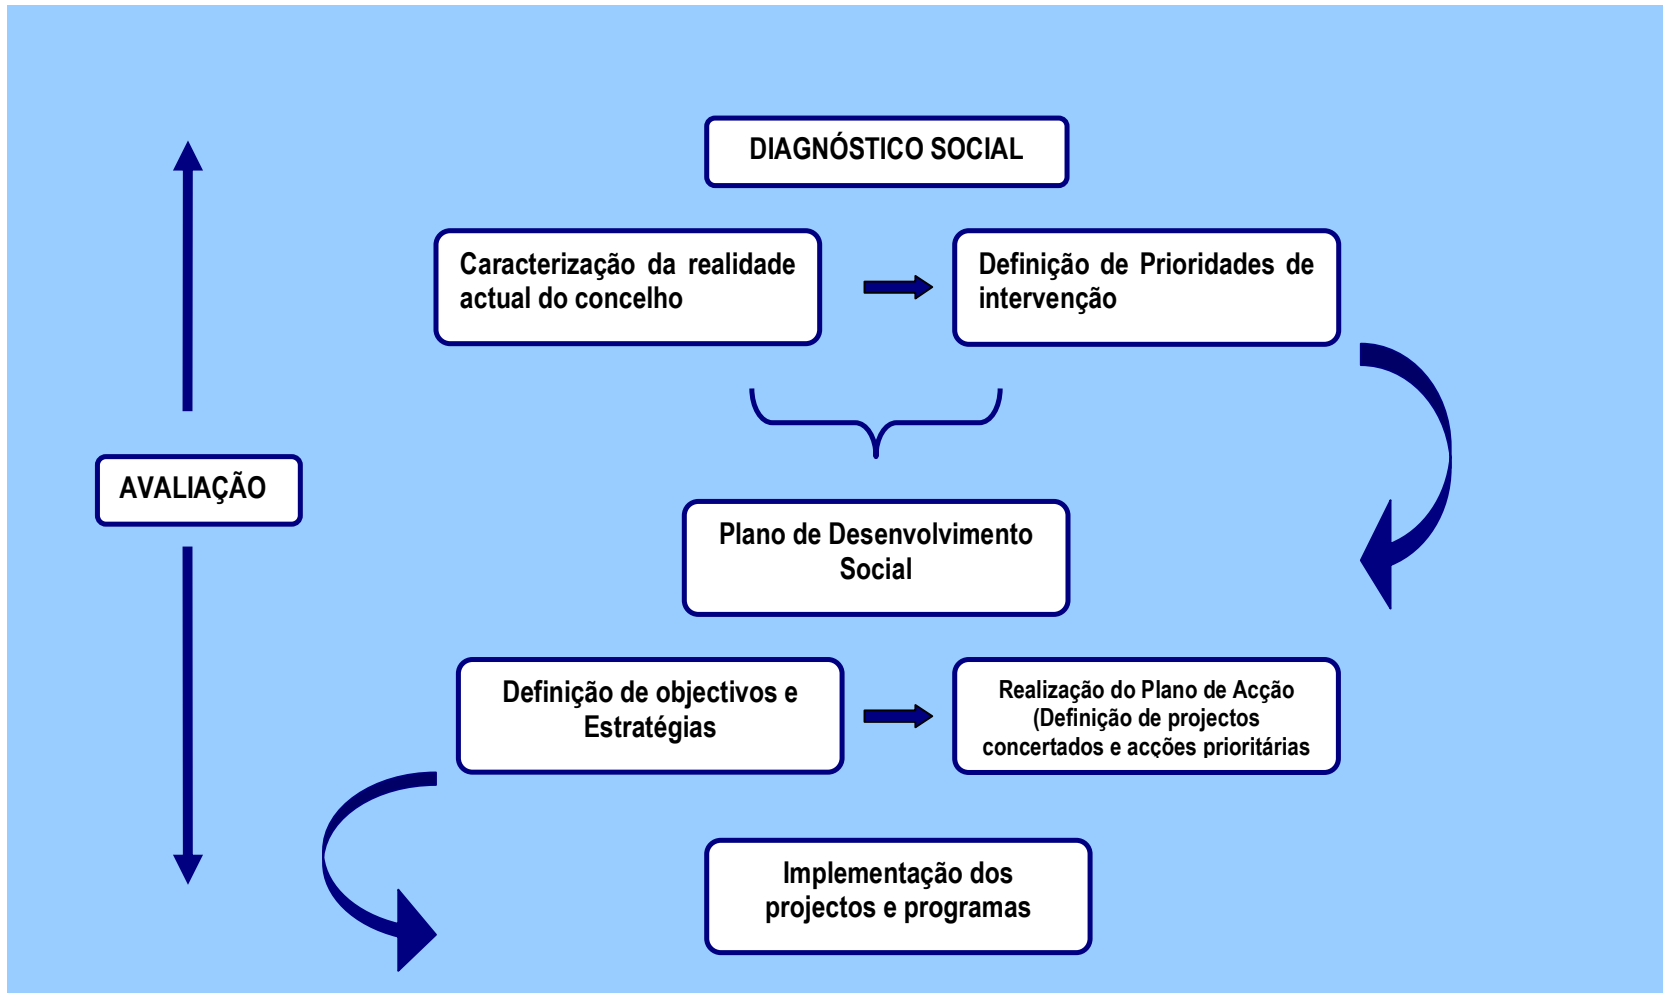 DIAGNÓSTICO SOCIAL
Caracterização da realidade
actual do concelho
Definição de Prioridades de
intervenção
AVALIAÇÃO
Plano de Desenvolvimento
Social
Definição de objectivos e
Estratégias
Realização do Plano de Acção
(Definição de projectos
concertados e acções prioritárias
Implementação dos
projectos e programas